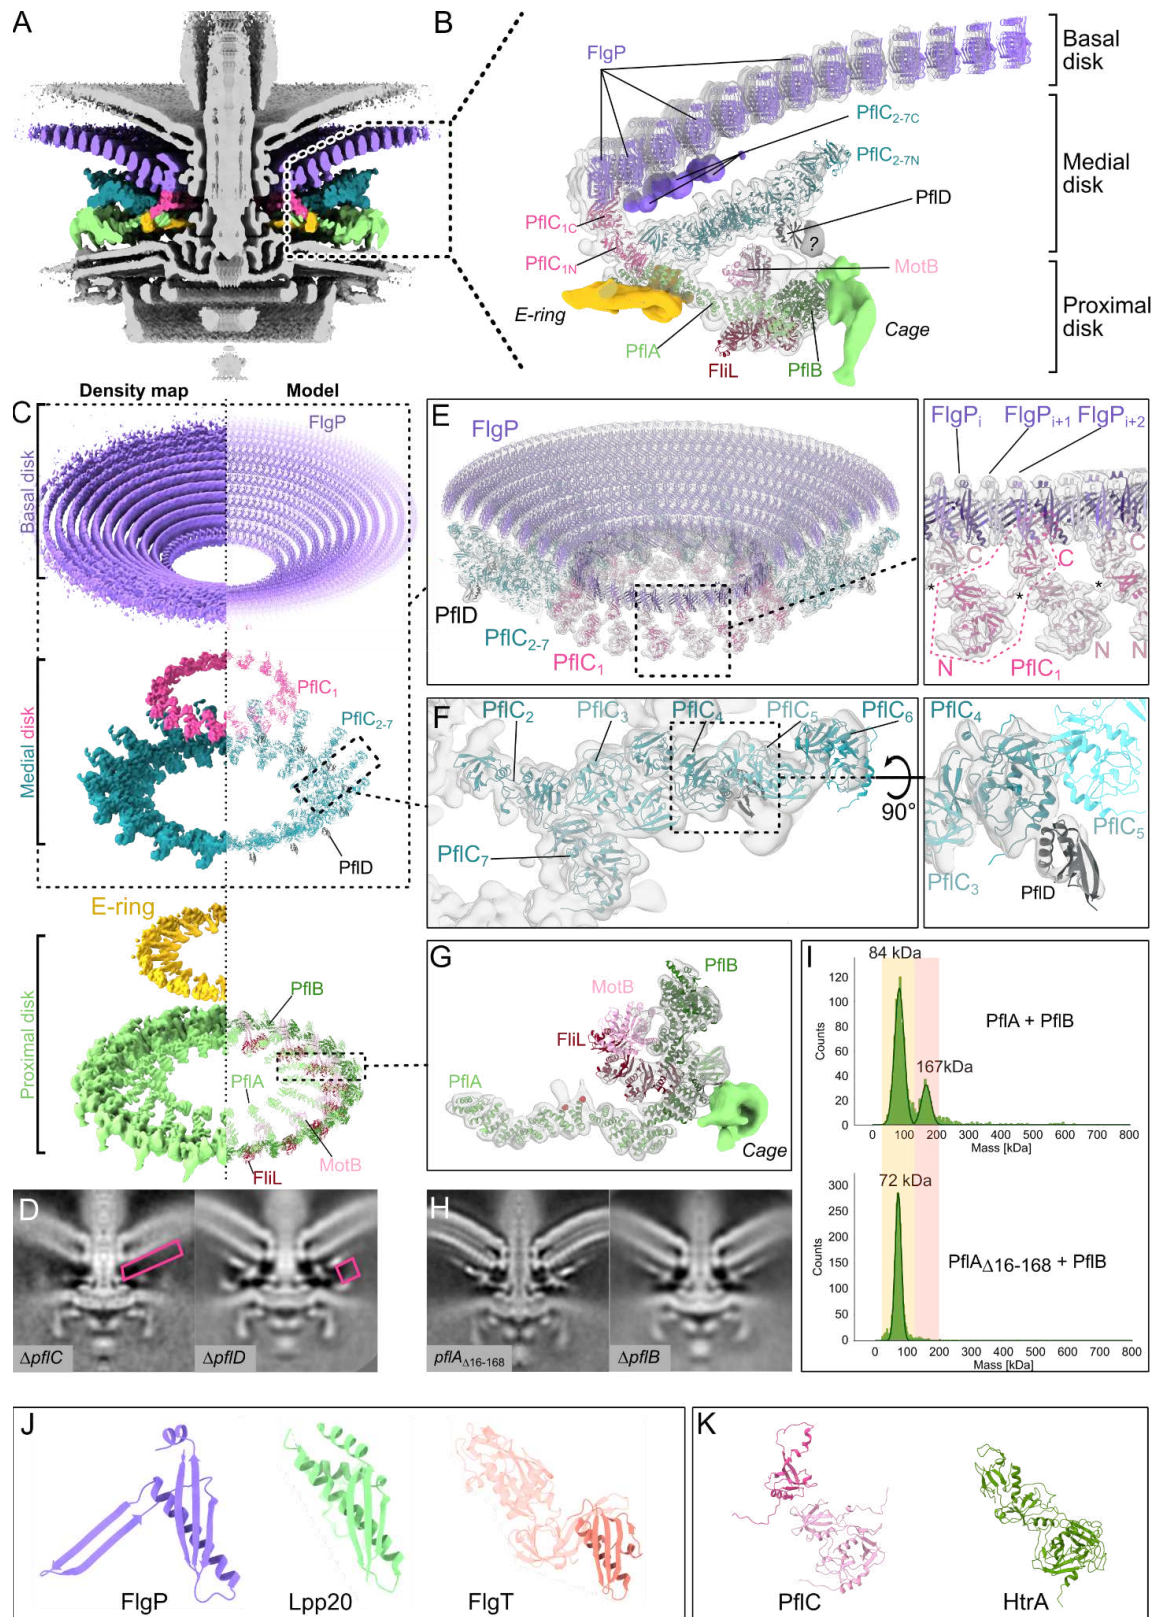 A
B
FlgP
Basal
disk
PflC2-7C
PflC2-7N
Medial
disk
PflD
?
PflC1C
PflC1N
MotB
E-ring
Cage
Proximal
disk
PflA
FliL
PflB
Density map
Model
C
FlgP
Basal disk
PflC1
PflC2-7
Medial disk
PflD
E-ring
PflB
Proximal disk
PflA
MotB
FliL
E
FlgP
PflD
PflC2-7
PflC1
FlgPi
FlgPi+1
FlgPi+2
C
C
C
*
*
*
N
PflC1
N
N
F
PflC2
PflC3
PflC4
PflC5
PflC6
PflC7
90°
PflC4
PflC5
PflC3
PflD
G
PflB
MotB
FliL
PflA
Cage
I
84 kDa
PflA + PflB
167kDa
Counts
120
100
80
60
40
20
0
0 100 200 300 400 500 600 700 800
Mass [kDa]
72 kDa
PflAΔ16-168 + PflB
Counts
300
250
200
150
100
50
0
0 100 200 300 400 500 600 700 800
Mass [kDa]
D
ΔpflC
ΔpflD
H
pflAΔ16-168
ΔpflB
J
FlgP
Lpp20
FlgT
K
PflC
HtrA